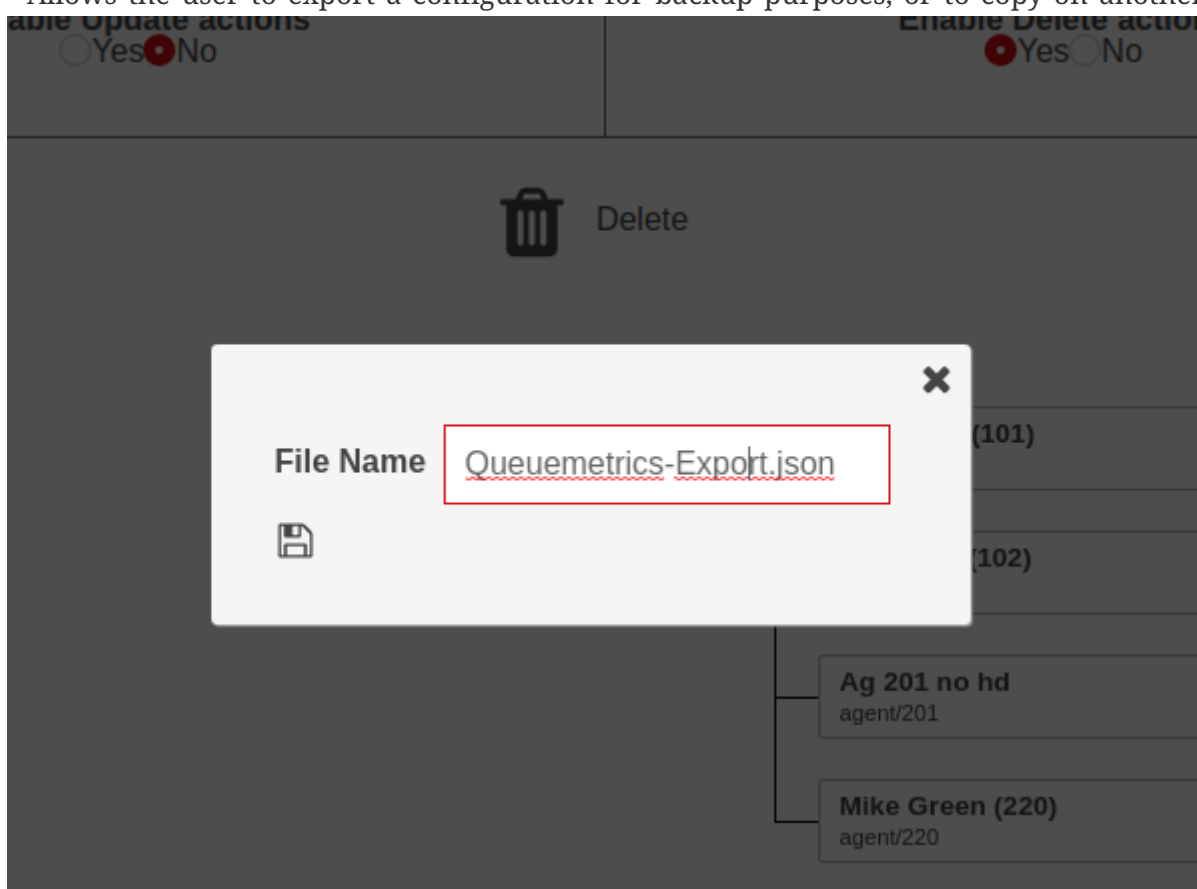 Allows the user to export a configuration for backup purposes, or to copy on another
able Update actions
Enable Delete actio
Yes No
Yes No
Delete
File Name Queuemetrics-Export.json
(101)
(102)
Ag 201 no hd
agent/201
Mike Green (220)
agent/220